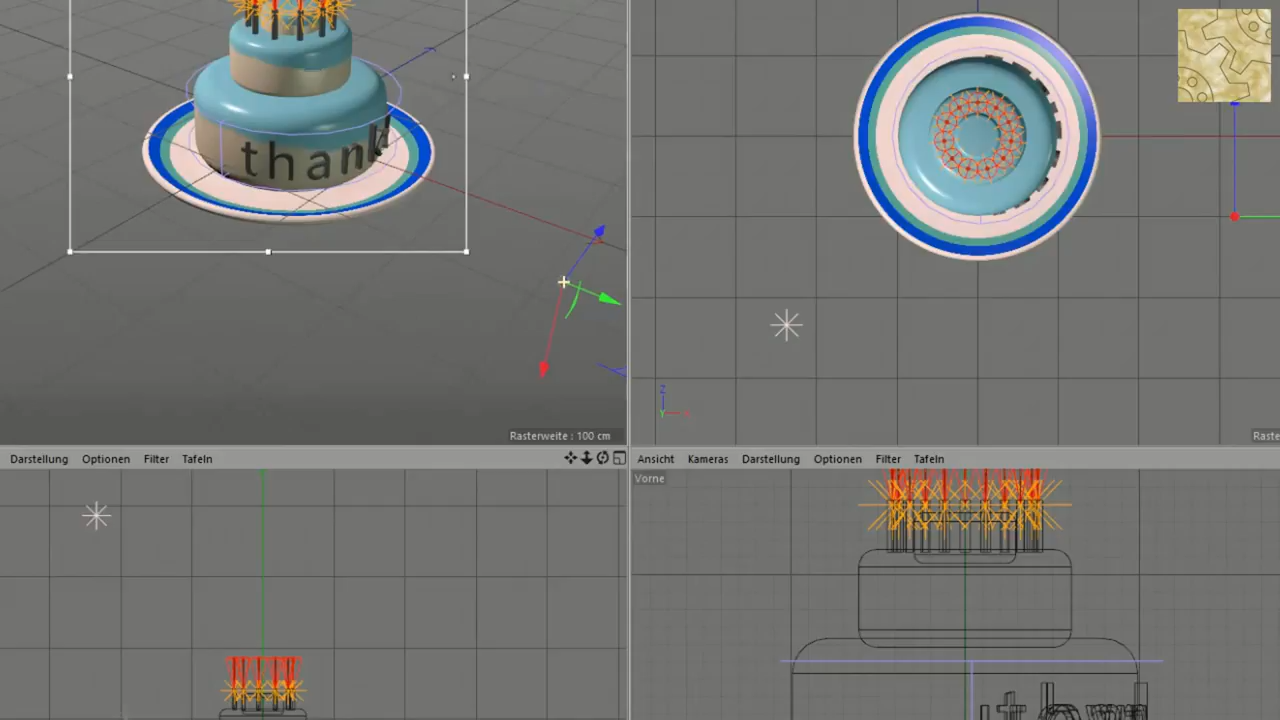 thank
Rasterweite : 100 cm
Z
Y
X
Raste
Darstellung Optionen Filter Tafeln
Ansicht Kameras Darstellung Optionen Filter Tafeln
Vorne